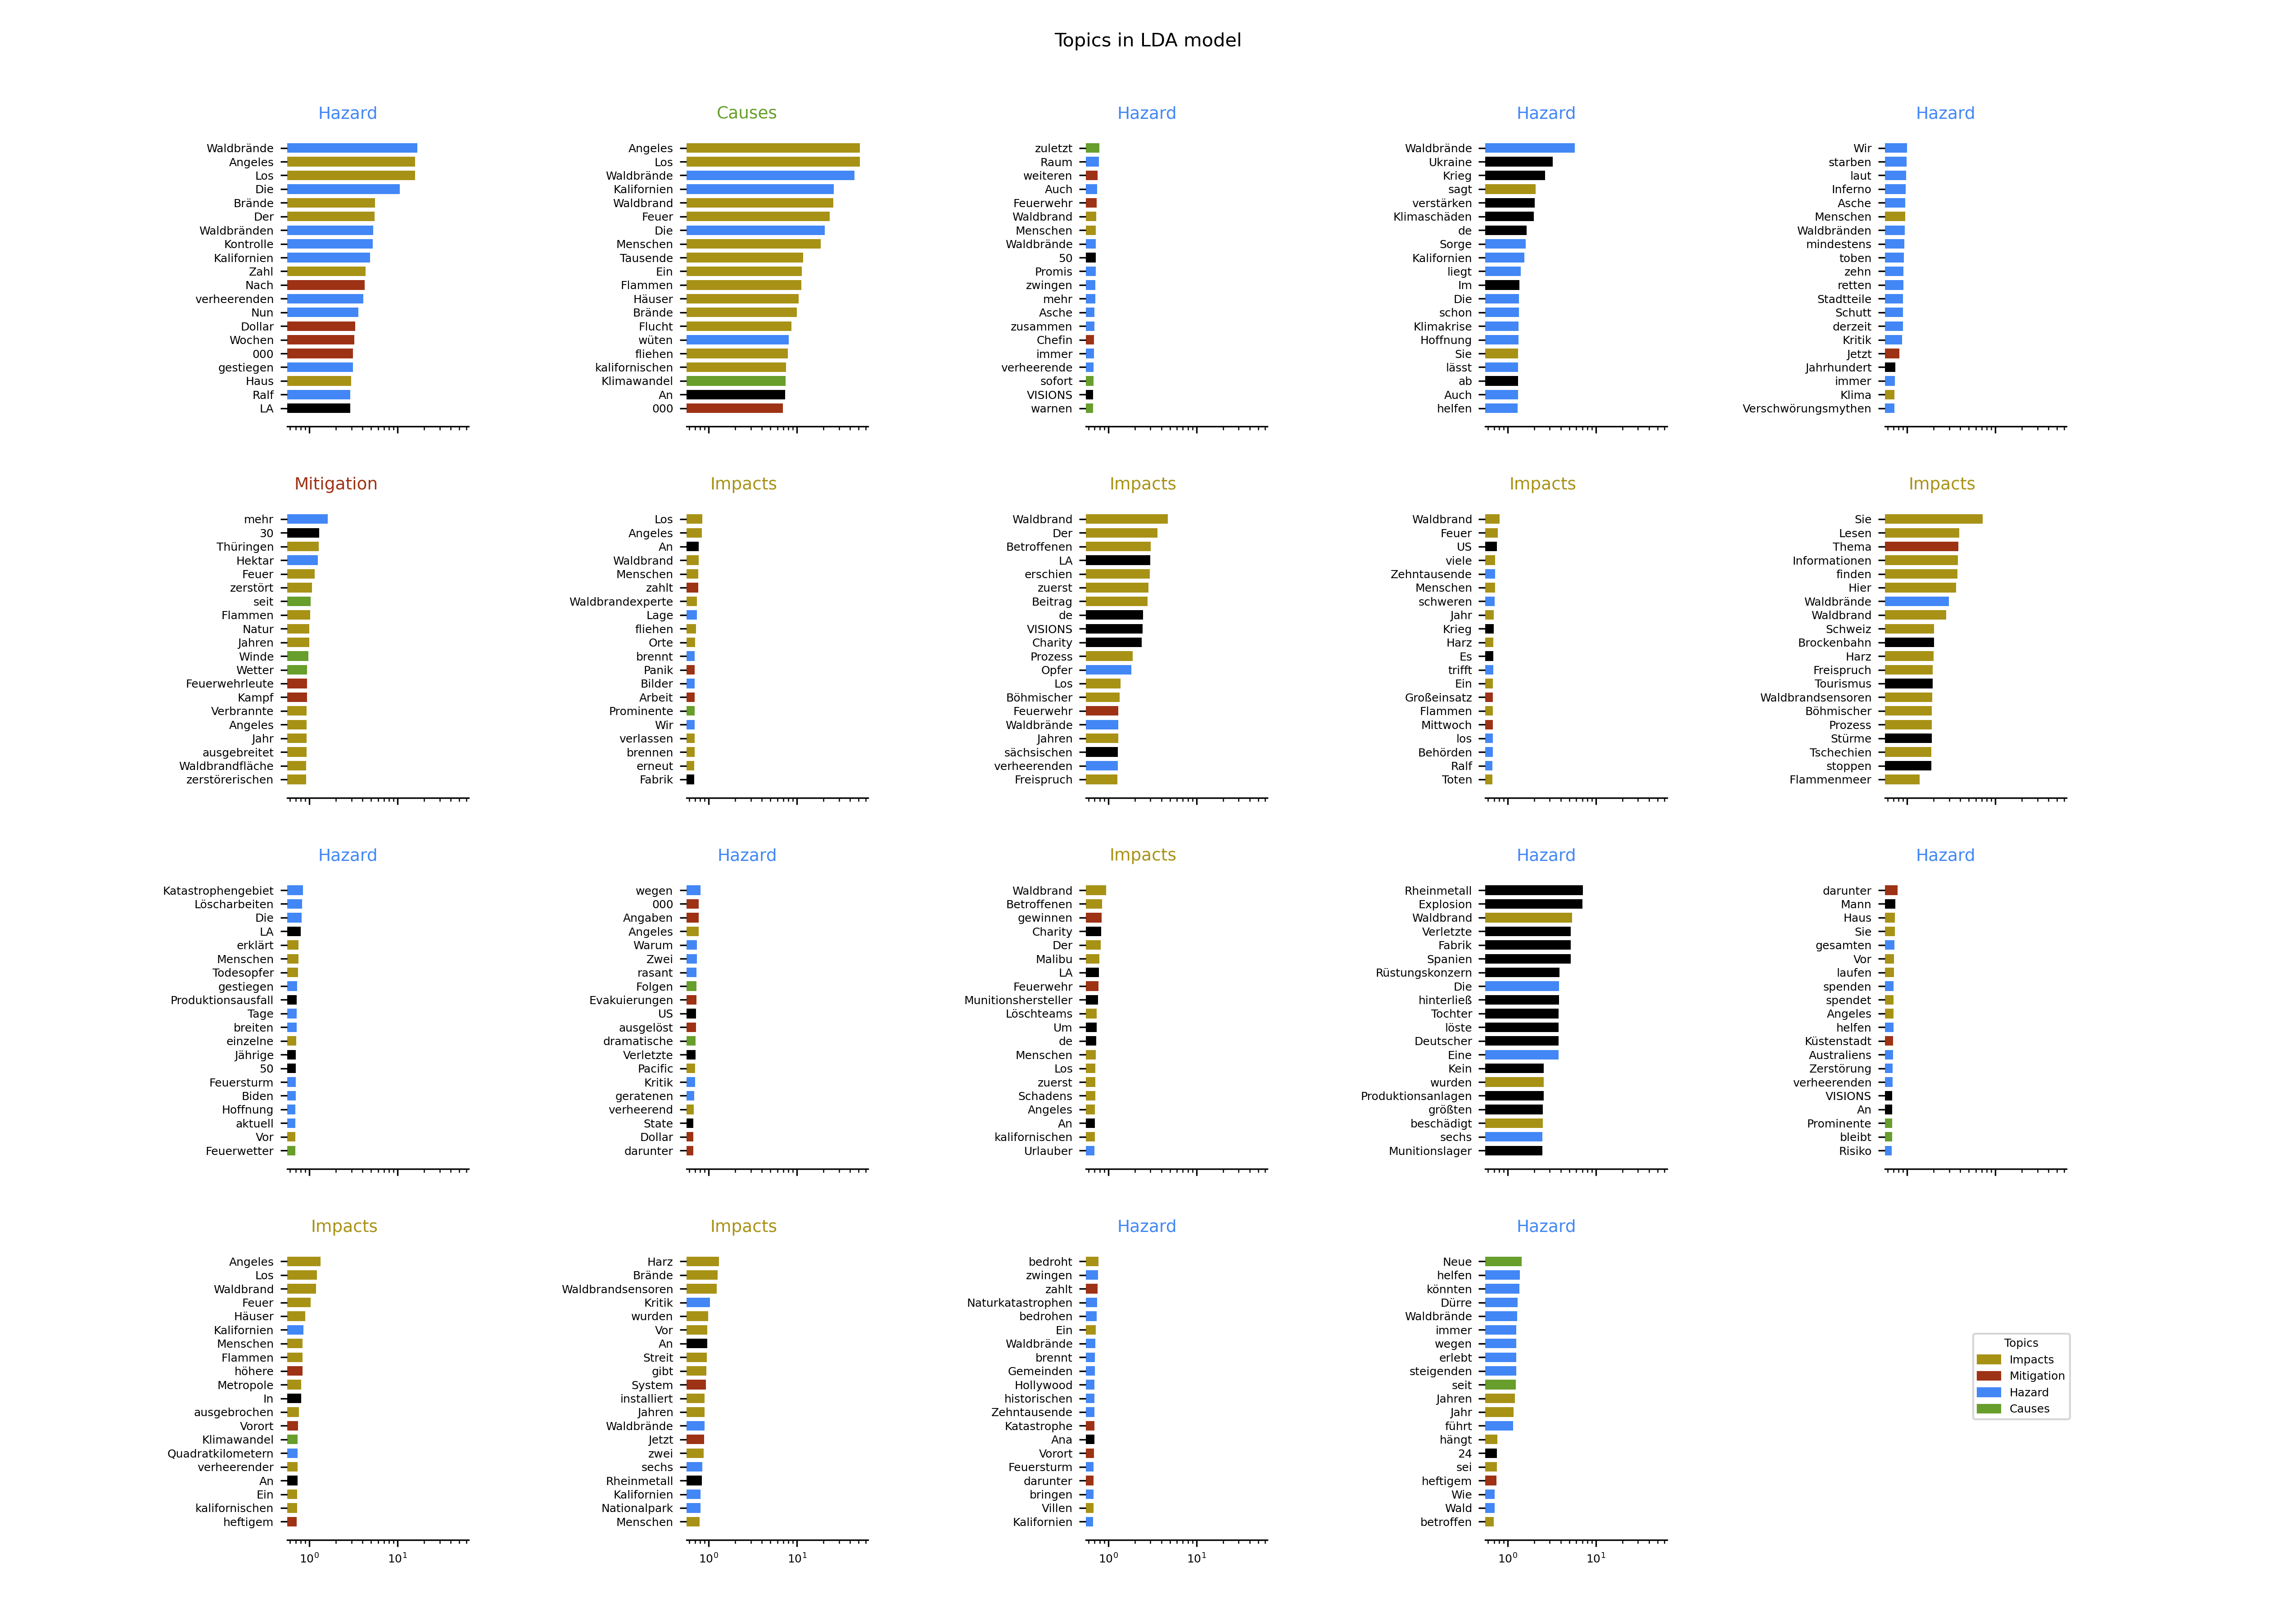 Topics in LDA model
Hazard
Waldbrände
Angeles
Los
Die
Brände
Der
Waldbränden
Kontrolle
Kalifornien
Zahl
Nach
verheerenden
Nun
Dollar
Wochen
000
gestiegen
Haus
Ralf
LA
Causes
Angeles
Los
Waldbrände
Kalifornien
Waldbrand
Feuer
Die
Menschen
Tausende
Ein
Flammen
Häuser
Brände
Flucht
wüten
fliehen
kalifornischen
Klimawandel
An
000
Hazard
zuletzt
Raum
weiteren
Auch
Feuerwehr
Waldbrand
Menschen
Waldbrände
50
Promis
zwingen
mehr
Asche
zusammen
Chefin
immer
verheerende
sofort
VISIONS
warnen
Hazard
Waldbrände
Ukraine
Krieg
sagt
verstärken
Klimaschäden
de
Sorge
Kalifornien
liegt
Im
Die
schon
Klimakrise
Hoffnung
Sie
lässt
ab
Auch
helfen
Hazard
Wir
starben
laut
Inferno
Asche
Menschen
Waldbränden
mindestens
toben
zehn
retten
Stadtteile
Schutt
derzeit
Kritik
Jetzt
Jahrhundert
immer
Klima
Verschwörungsmythen
Mitigation
mehr
30
Thüringen
Hektar
Feuer
zerstört
seit
Flammen
Natur
Jahren
Winde
Wetter
Feuerwehrleute
Kampf
Verbrannte
Angeles
Jahr
ausgebreitet
Waldbrandfläche
zerstörerischen
Impacts
Los
Angeles
An
Waldbrand
Menschen
zahlt
Waldbrandexperte
Lage
fliehen
Orte
brennt
Panik
Bilder
Arbeit
Prominente
Wir
verlassen
brennen
erneut
Fabrik
Impacts
Waldbrand
Der
Betroffenen
LA
erschien
zuerst
Beitrag
de
VISIONS
Charity
Prozess
Opfer
Los
Böhmischer
Feuerwehr
Waldbrände
Jahren
sächsischen
verheerenden
Freispruch
Impacts
Waldbrand
Feuer
US
viele
Zehntausende
Menschen
schweren
Jahr
Krieg
Harz
Es
trifft
Ein
Großeinsatz
Flammen
Mittwoch
los
Behörden
Ralf
Toten
Impacts
Sie
Lesen
Thema
Informationen
finden
Hier
Waldbrände
Waldbrand
Schweiz
Brockenbahn
Harz
Freispruch
Tourismus
Waldbrandsensoren
Böhmischer
Prozess
Stürme
Tschechien
stoppen
Flammenmeer
Hazard
Katastrophengebiet
Löscharbeiten
Die
LA
erklärt
Menschen
Todesopfer
gestiegen
Produktionsausfall
Tage
breiten
einzelne
Jährige
50
Feuersturm
Biden
Hoffnung
aktuell
Vor
Feuerwetter
Hazard
wegen
000
Angaben
Angeles
Warum
Zwei
rasant
Folgen
Evakuierungen
US
ausgelöst
dramatische
Verletzte
Pacific
Kritik
geratenen
verheerend
State
Dollar
darunter
Impacts
Waldbrand
Betroffenen
gewinnen
Charity
Der
Malibu
LA
Feuerwehr
Munitionshersteller
Löschteams
Um
de
Menschen
Los
zuerst
Schadens
Angeles
An
kalifornischen
Urlauber
Hazard
Rheinmetall
Explosion
Waldbrand
Verletzte
Fabrik
Spanien
Rüstungskonzern
Die
hinterließ
Tochter
löste
Deutscher
Eine
Kein
wurden
Produktionsanlagen
größten
beschädigt
sechs
Munitionslager
Hazard
darunter
Mann
Haus
Sie
gesamten
Vor
laufen
spenden
spendet
Angeles
helfen
Küstenstadt
Australiens
Zerstörung
verheerenden
VISIONS
An
Prominente
bleibt
Risiko
Impacts
Angeles
Los
Waldbrand
Feuer
Häuser
Kalifornien
Menschen
Flammen
höhere
Metropole
In
ausgebrochen
Vorort
Klimawandel
Quadratkilometern
verheerender
An
Ein
kalifornischen
heftigem
10⁰ 10¹
Impacts
Harz
Brände
Waldbrandsensoren
Kritik
wurden
Vor
An
Streit
gibt
System
installiert
Jahren
Waldbrände
Jetzt
zwei
sechs
Rheinmetall
Kalifornien
Nationalpark
Menschen
10⁰ 10¹
Hazard
bedroht
zwingen
zahlt
Naturkatastrophen
bedrohen
Ein
Waldbrände
brennt
Gemeinden
Hollywood
historischen
Zehntausende
Katastrophe
Ana
Vorort
Feuersturm
darunter
bringen
Villen
Kalifornien
10⁰ 10¹
Hazard
Neue
helfen
könnten
Dürre
Waldbrände
immer
wegen
erlebt
steigenden
seit
Jahren
Jahr
führt
hängt
24
sei
heftigem
Wie
Wald
betroffen
10⁰ 10¹
Topics
Impacts
Mitigation
Hazard
Causes